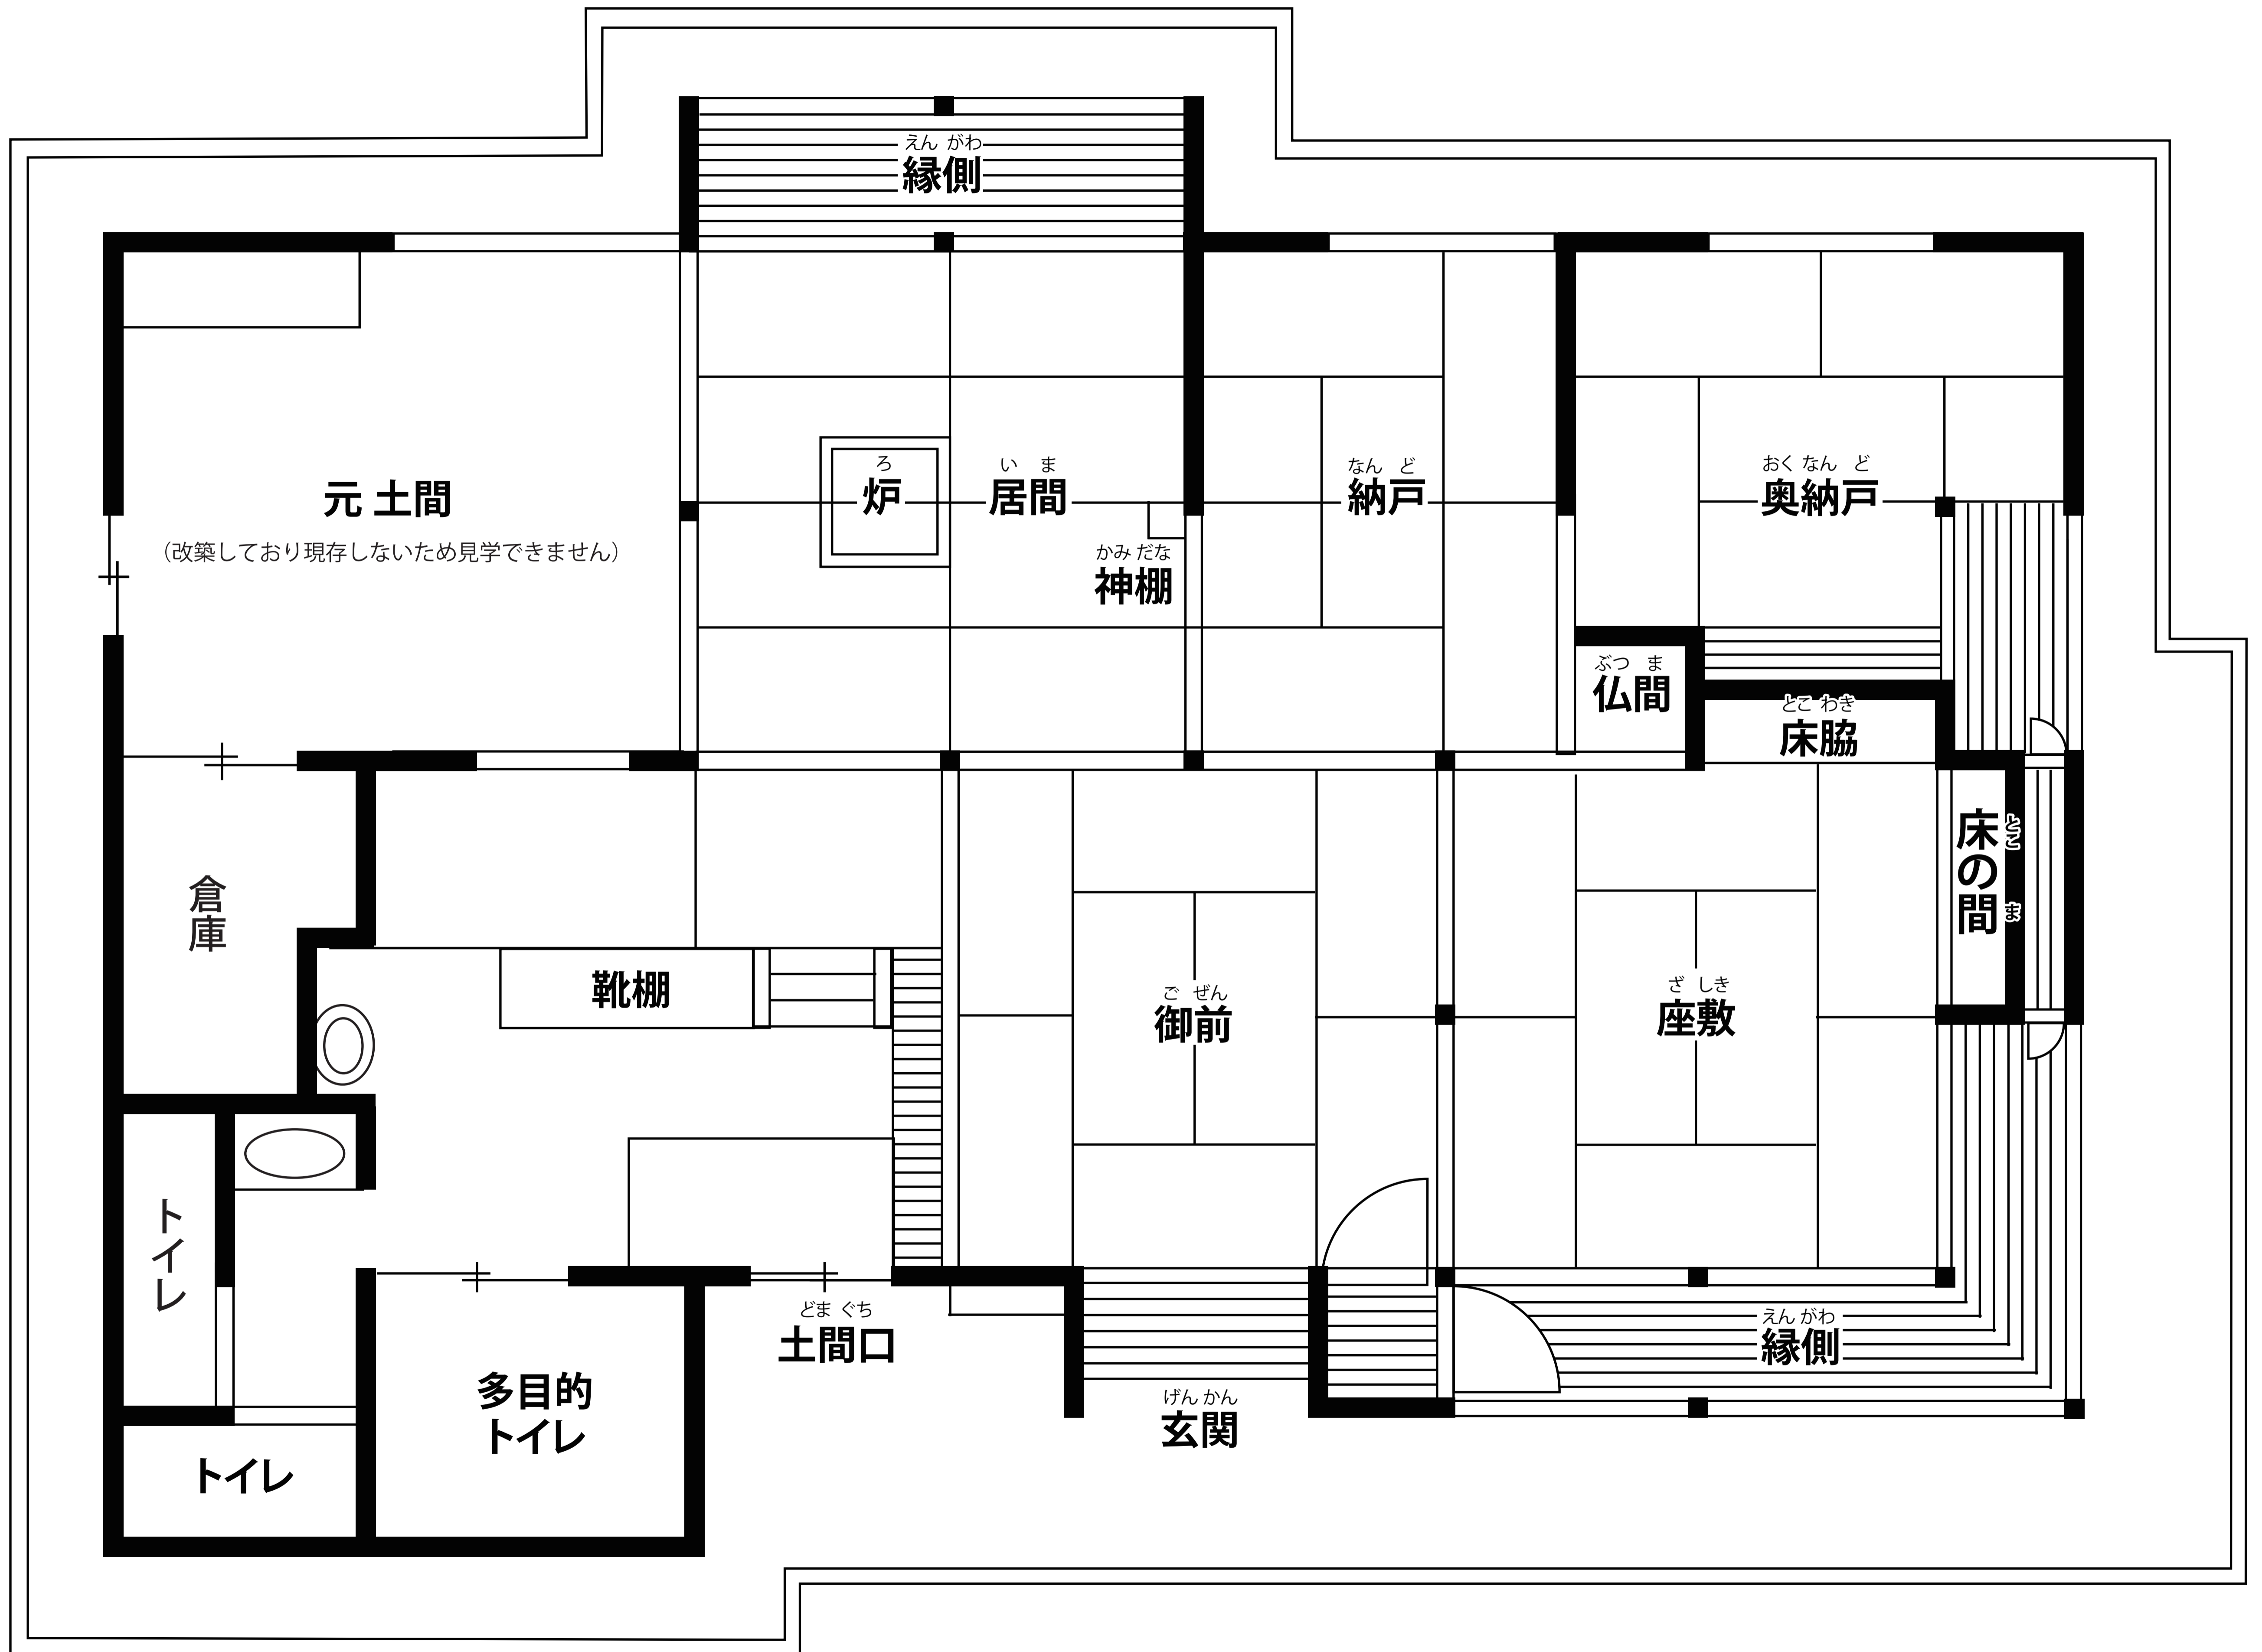 えん がわ
縁側
元 土間
（改築しており現存しないため見学できません）
ろ
炉
い ま
居間
かみ だな
神棚
なん ど
納戸
おく なん ど
奥納戸
ぶつ ま
仏間
とこ わき
床脇
床の間
とこ ま
倉庫
靴棚
ご ぜん
御前
ざ しき
座敷
トイレ
どま ぐち
土間口
えん がわ
縁側
多目的
トイレ
げん かん
玄関
トイレ